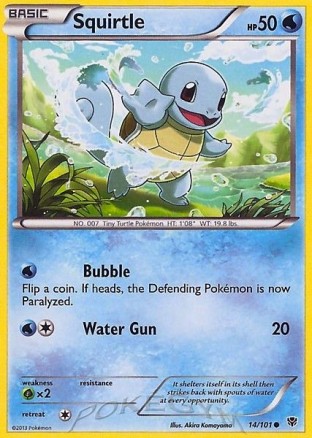 BASIC
Squirtle
HP50
NO. 007 Tiny Turtle Pokémon HT: 1'08" WT: 19.8 lbs.
Bubble
Flip a coin. If heads, the Defending Pokémon is now
Paralyzed.
Water Gun 20
weakness resistance
×2
It shelters itself in its shell then
strikes back with spouts of water
at every opportunity.
retreat
©2013 Pokémon
Illus. Akira Komayama 14/101